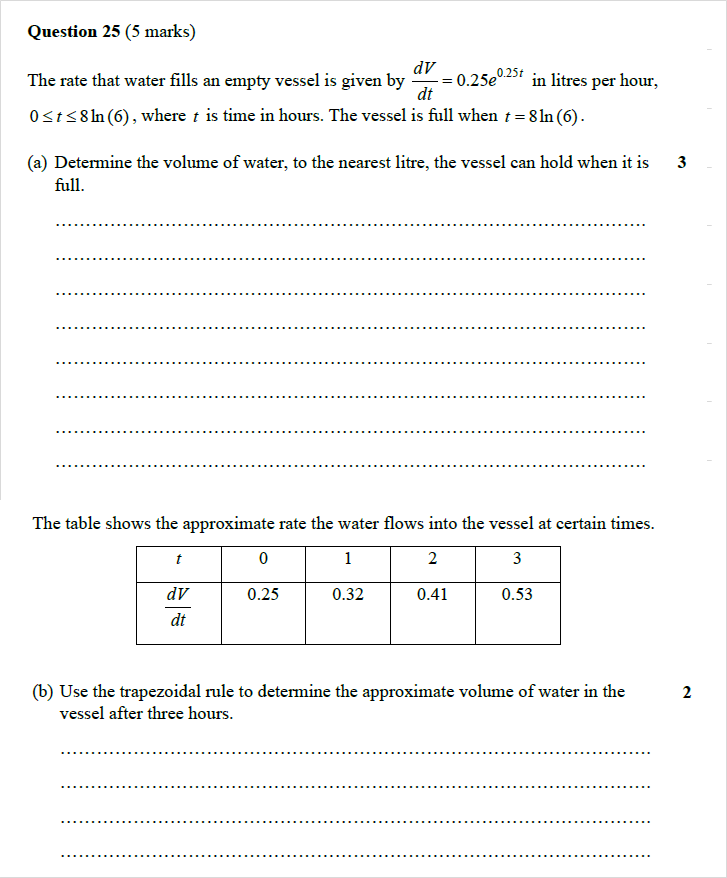 Question 25 (5 marks)
The rate that water fills an empty vessel is given by dV/dt = 0.25e^{0.25t} in litres per hour,
0 ≤ t ≤ 8 ln (6), where t is time in hours. The vessel is full when t = 8 ln (6).
(a) Determine the volume of water, to the nearest litre, the vessel can hold when it is 3
full.
The table shows the approximate rate the water flows into the vessel at certain times.
t 0 1 2 3
dV/dt 0.25 0.32 0.41 0.53
(b) Use the trapezoidal rule to determine the approximate volume of water in the 2
vessel after three hours.